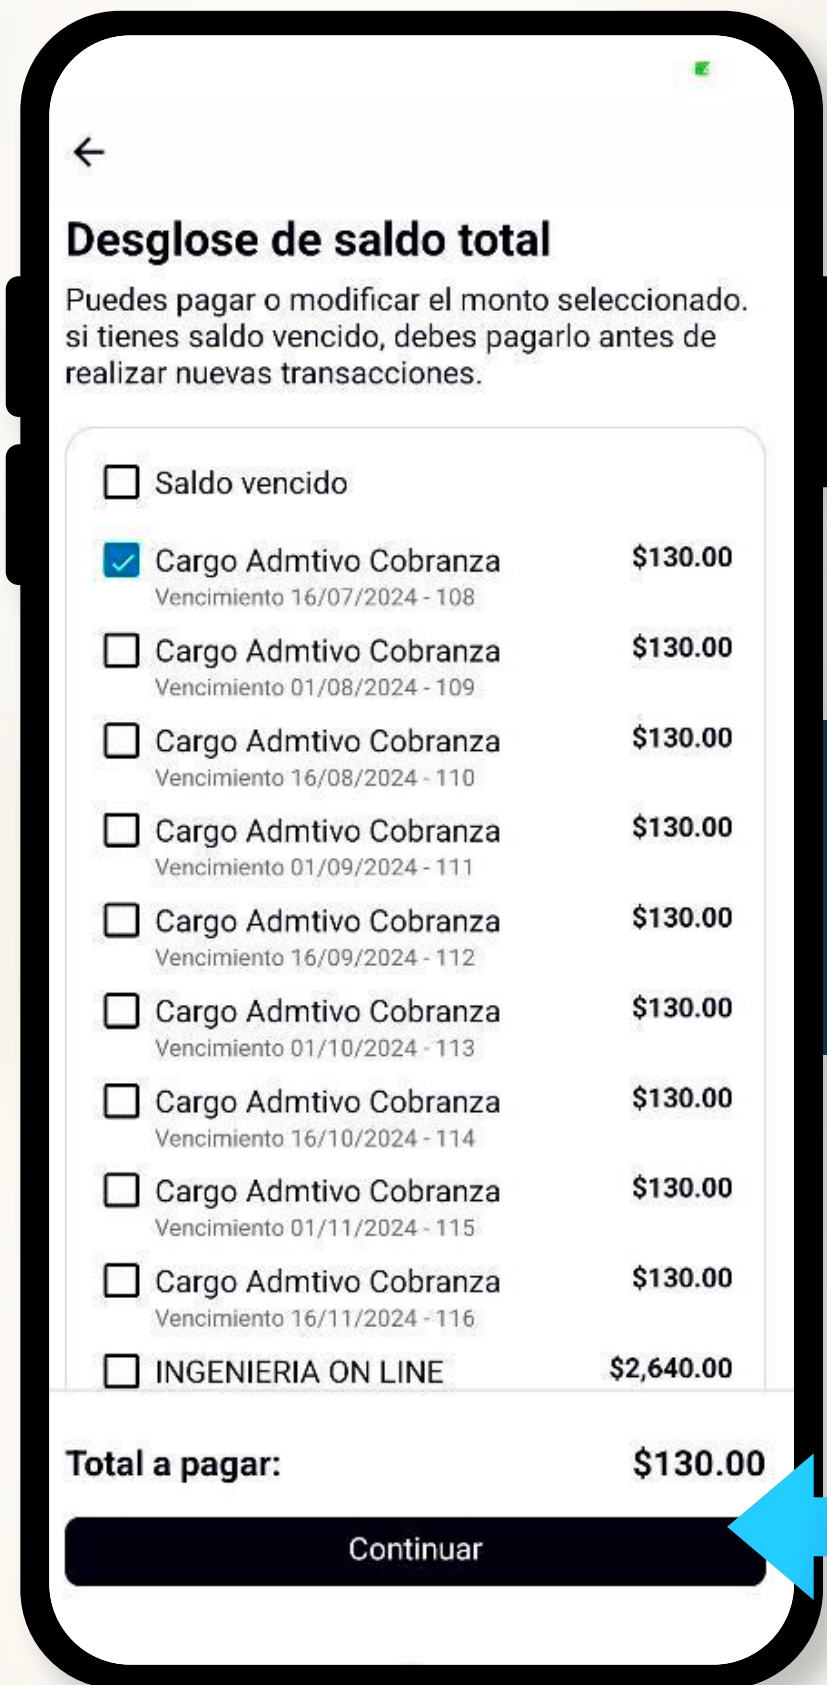 Desglose de saldo total
Puedes pagar o modificar el monto seleccionado.
si tienes saldo vencido, debes pagarlo antes de
realizar nuevas transacciones.
Saldo vencido
Cargo Admtivo Cobranza $130.00
Vencimiento 16/07/2024 - 108
Cargo Admtivo Cobranza $130.00
Vencimiento 01/08/2024 - 109
Cargo Admtivo Cobranza $130.00
Vencimiento 16/08/2024 - 110
Cargo Admtivo Cobranza $130.00
Vencimiento 01/09/2024 - 111
Cargo Admtivo Cobranza $130.00
Vencimiento 16/09/2024 - 112
Cargo Admtivo Cobranza $130.00
Vencimiento 01/10/2024 - 113
Cargo Admtivo Cobranza $130.00
Vencimiento 16/10/2024 - 114
Cargo Admtivo Cobranza $130.00
Vencimiento 01/11/2024 - 115
Cargo Admtivo Cobranza $130.00
Vencimiento 16/11/2024 - 116
INGENIERIA ON LINE $2,640.00
Total a pagar: $130.00
Continuar